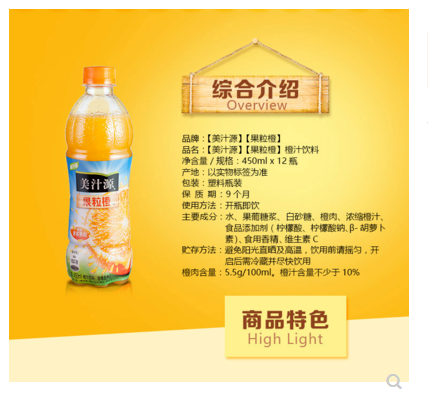 综合介绍
Overview
品牌：【美汁源】【果粒橙】
品名：【美汁源】【果粒橙】橙汁饮料
净含量 / 规格：450ml x 12 瓶
产地：以实物标签为准
包装：塑料瓶装
保 质 期：9 个月
使用方法：开瓶即饮
主要成分：水、果葡糖浆、白砂糖、橙肉、浓缩橙汁、
食品添加剂（柠檬酸、柠檬酸钠、β- 胡萝卜
素）、食用香精、维生素 C
贮存方法：避免阳光直晒及高温，饮用前请摇匀，开
启后需冷藏并尽快饮用
橙肉含量：5.5g/100ml。橙汁含量不少于 10%
美汁源
果粒橙
商品特色
High Light